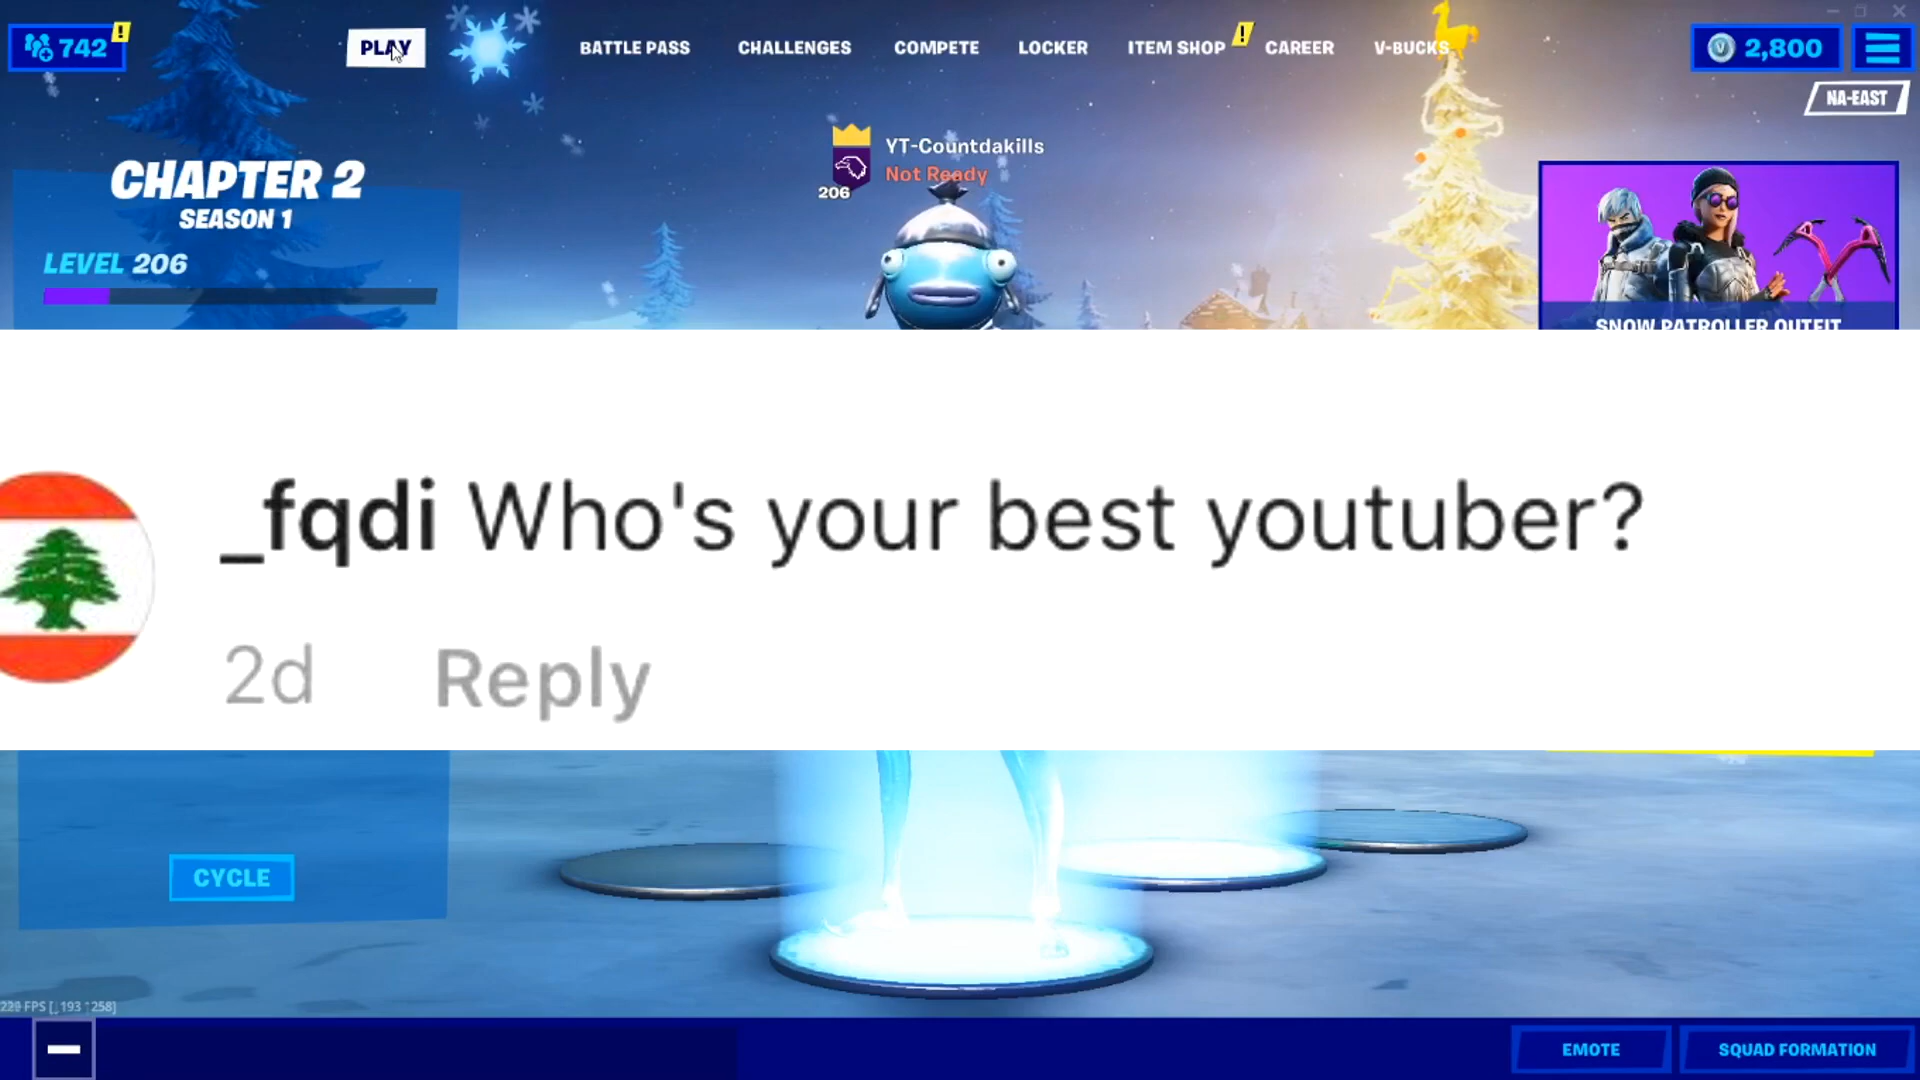 742
!
PLAY
BATTLE PASS
CHALLENGES
COMPETE
LOCKER
ITEM SHOP
!
CAREER
V-BUCKS
2,800
NA-EAST
CHAPTER 2
SEASON 1
LEVEL 206
YT-Countdakills
Not Ready
206
SNOW PATROLLER OUTFIT
_fqdi Who's your best youtuber?
2d Reply
CYCLE
EMOTE
SQUAD FORMATION